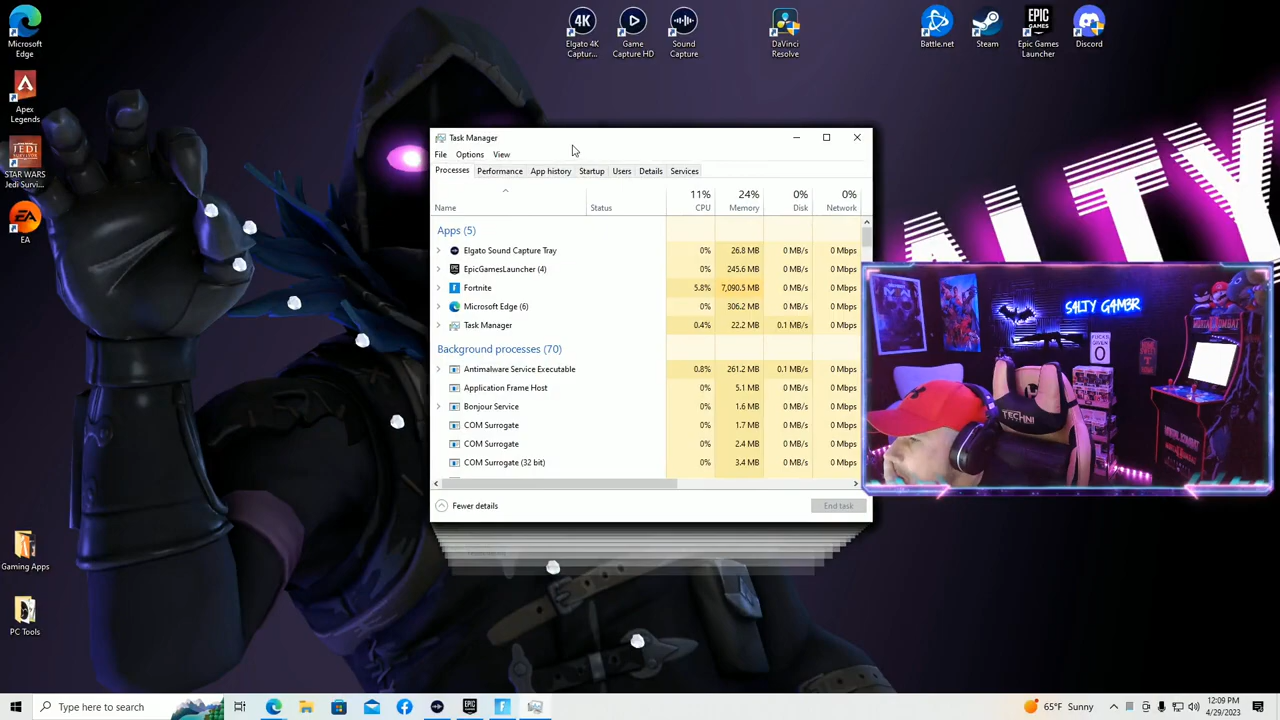 Microsoft
Edge
Apex
Legends
STAR WARS
Jedi Survi...
EA
Gaming Apps
PC Tools
4K
Elgato 4K
Captur...
Game
Capture HD
Sound
Capture
DaVinci
Resolve
Battle.net
Steam
EPIC
GAMES
Epic Games
Launcher
Discord
ALTY
Task Manager
File Options View
Processes Performance App history Startup Users Details Services
11% 24% 0% 0%
Name Status CPU Memory Disk Network
Apps (5)
Elgato Sound Capture Tray 0% 26.8 MB 0 MB/s 0 Mbps
EpicGamesLauncher (4) 0% 245.6 MB 0 MB/s 0 Mbps
Fortnite 5.8% 7,090.5 MB 0 MB/s 0 Mbps
Microsoft Edge (6) 0% 306.2 MB 0 MB/s 0 Mbps
Task Manager 0.4% 22.2 MB 0.1 MB/s 0 Mbps
Background processes (70)
Antimalware Service Executable 0.8% 261.2 MB 0.1 MB/s 0 Mbps
Application Frame Host 0% 5.1 MB 0 MB/s 0 Mbps
Bonjour Service 0% 1.6 MB 0 MB/s 0 Mbps
COM Surrogate 0% 1.7 MB 0 MB/s 0 Mbps
COM Surrogate 0% 2.4 MB 0 MB/s 0 Mbps
COM Surrogate (32 bit) 0% 3.4 MB 0 MB/s 0 Mbps
Fewer details End task
S4LTY G4M3R
FUCKS
GIVEN
0
TECHNI
MORTAL KOMBAT
Type here to search
65°F Sunny
12:09 PM
4/29/2023